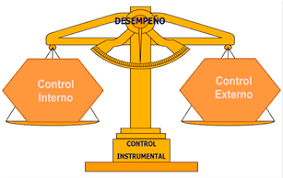 DESEMPEÑO
Control
Interno
Control
Externo
CONTROL
INSTRUMENTAL